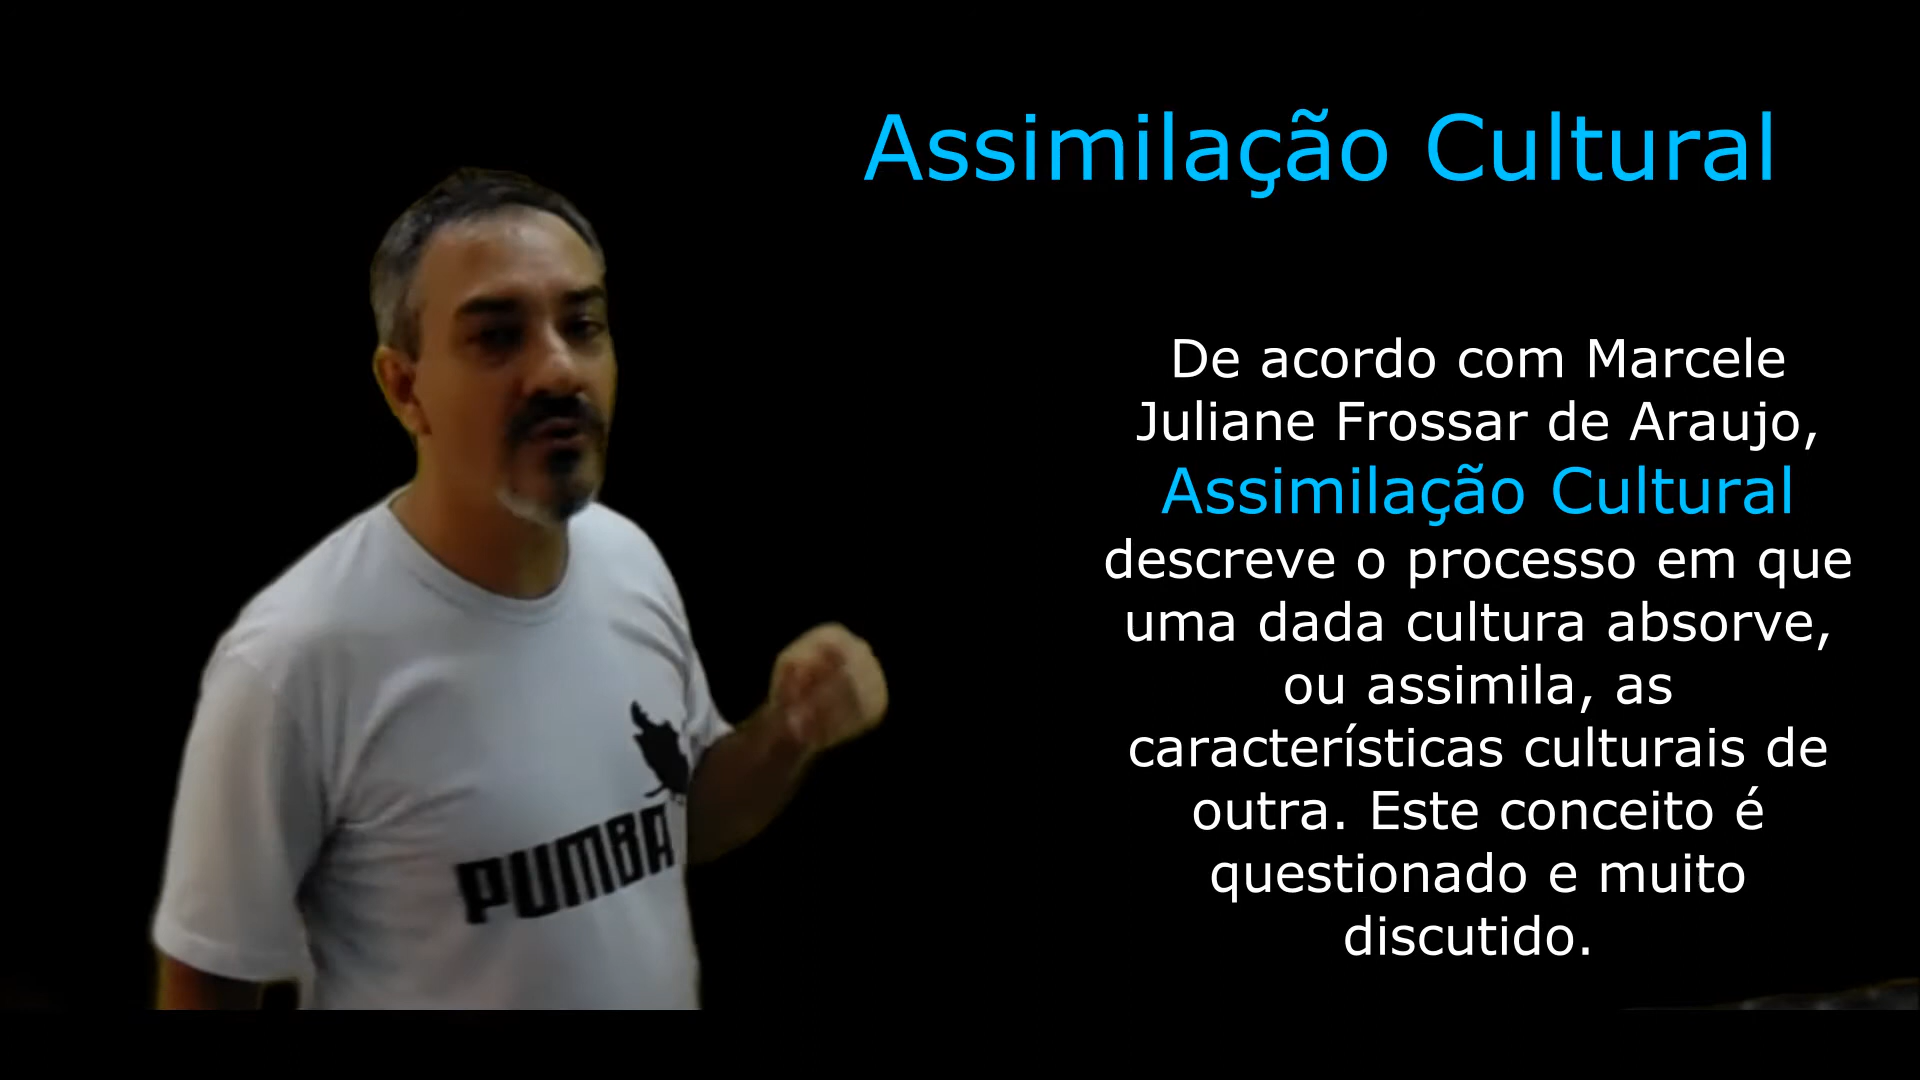 Assimilação Cultural
De acordo com Marcele
Juliane Frossar de Araujo,
Assimilação Cultural
descreve o processo em que
uma dada cultura absorve,
ou assimila, as
características culturais de
outra. Este conceito é
questionado e muito
discutido.
PUMBA